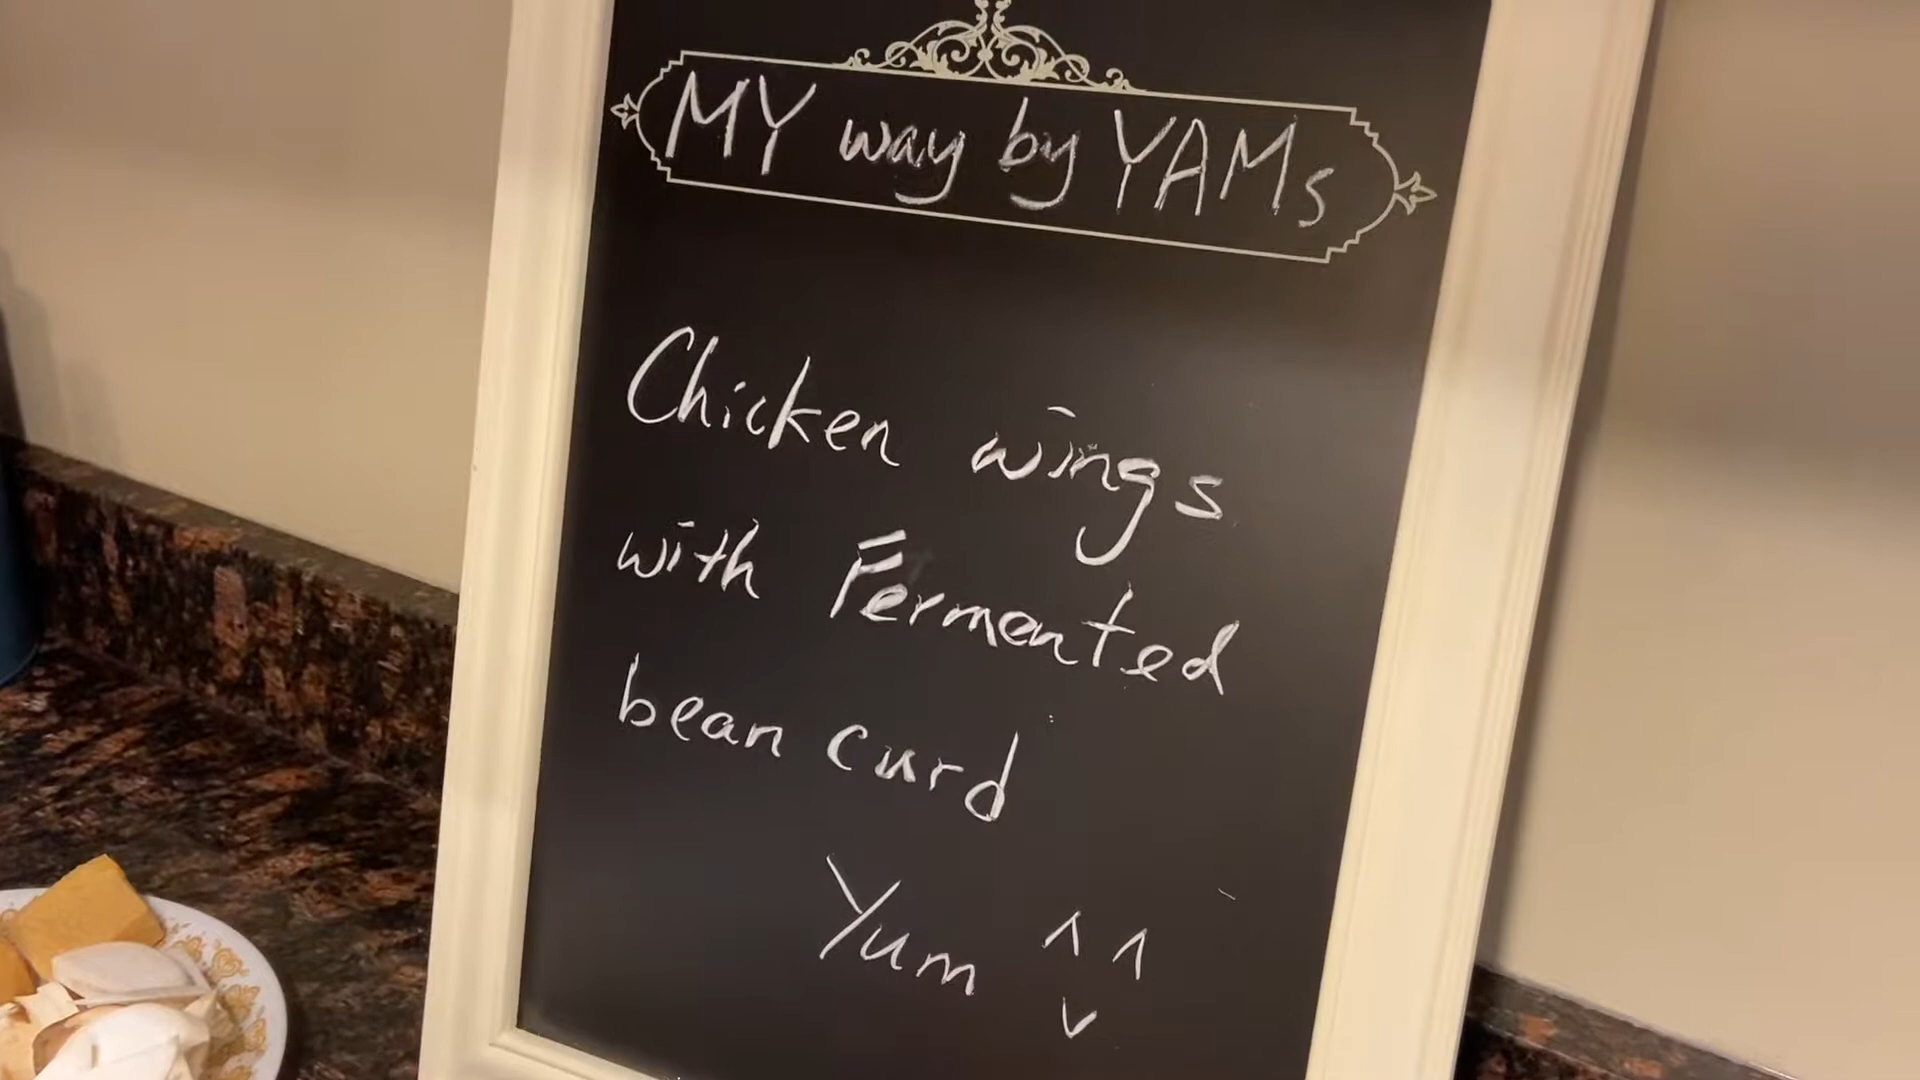 MY way by YAMs
Chicken wings
with Fermented
bean curd
Yum ^ ^
v